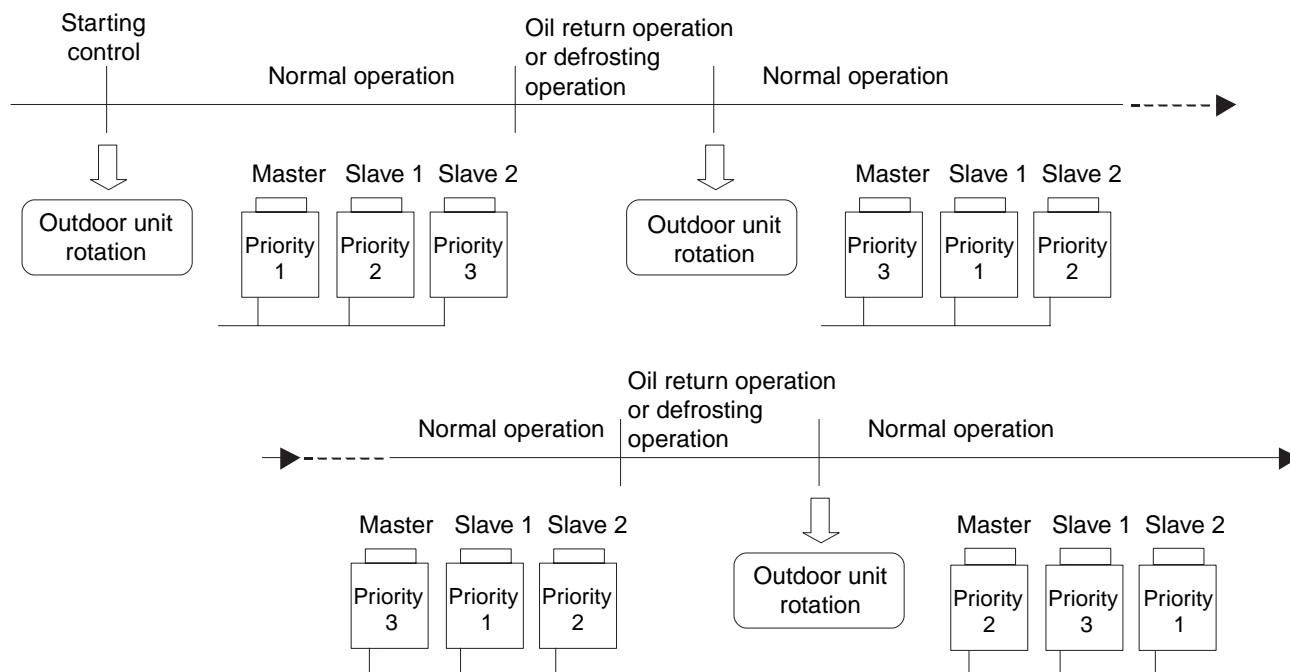 Starting
control
Normal operation
Oil return operation
or defrosting
operation
Normal operation
Outdoor unit
rotation
Master Slave 1 Slave 2
Priority Priority Priority
1 2 3
Outdoor unit
rotation
Master Slave 1 Slave 2
Priority Priority Priority
3 1 2
Normal operation
Oil return operation
or defrosting
operation
Normal operation
Master Slave 1 Slave 2
Priority Priority Priority
3 1 2
Outdoor unit
rotation
Master Slave 1 Slave 2
Priority Priority Priority
2 3 1